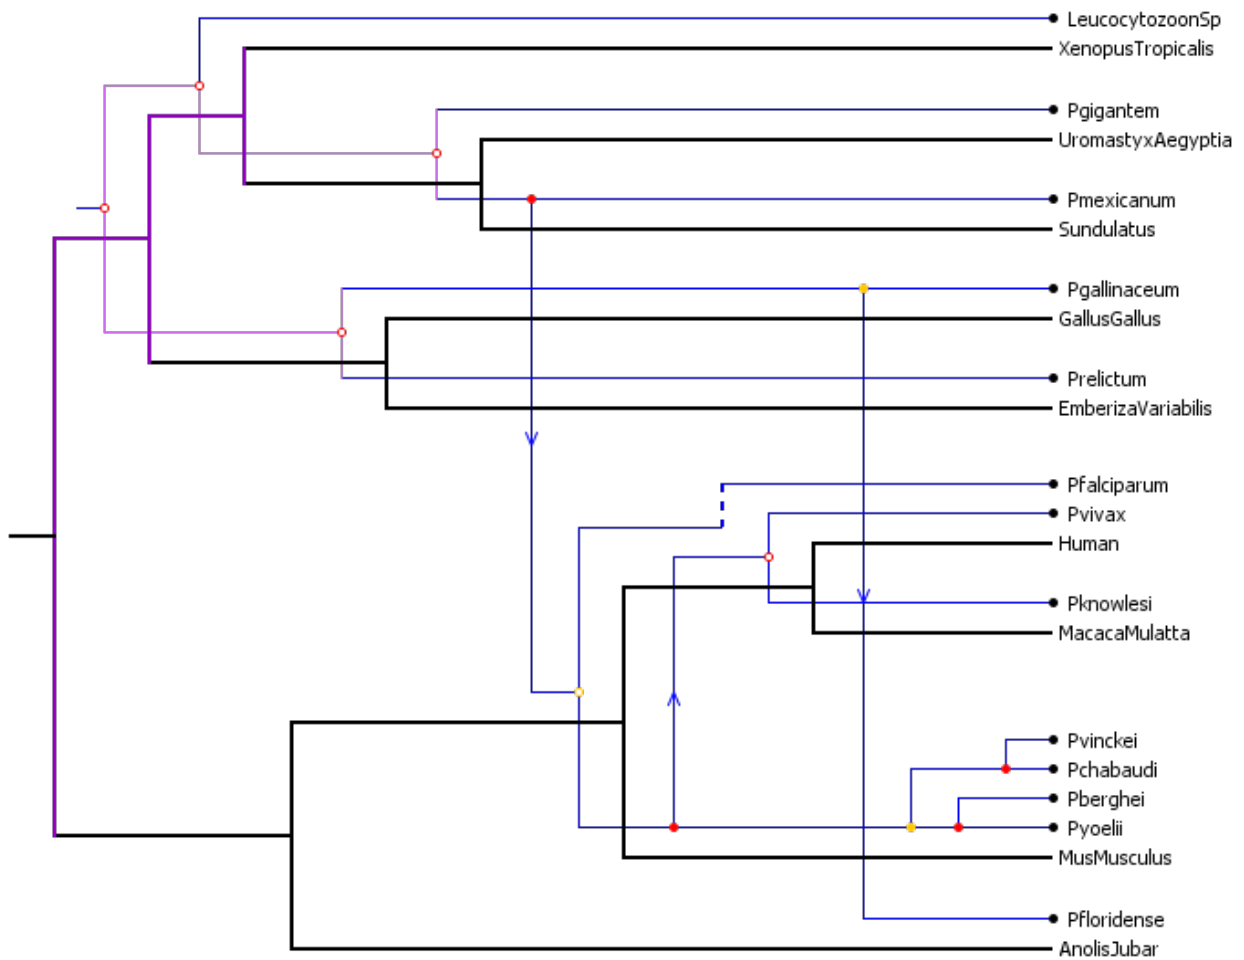 LeucocytozoonSp
XenopusTropicalis
Pgigantem
UromastyxAegyptia
Pmexicanum
Sundulatus
Pgallinaceum
GallusGallus
Prelictum
EmberizaVariabilis
Pfalciparum
Pvivax
Human
Pknowlesi
MacacaMulatta
Pvinckei
Pchabaudi
Pberghei
Pyoelii
MusMusculus
Pfloridense
AnolisJubar